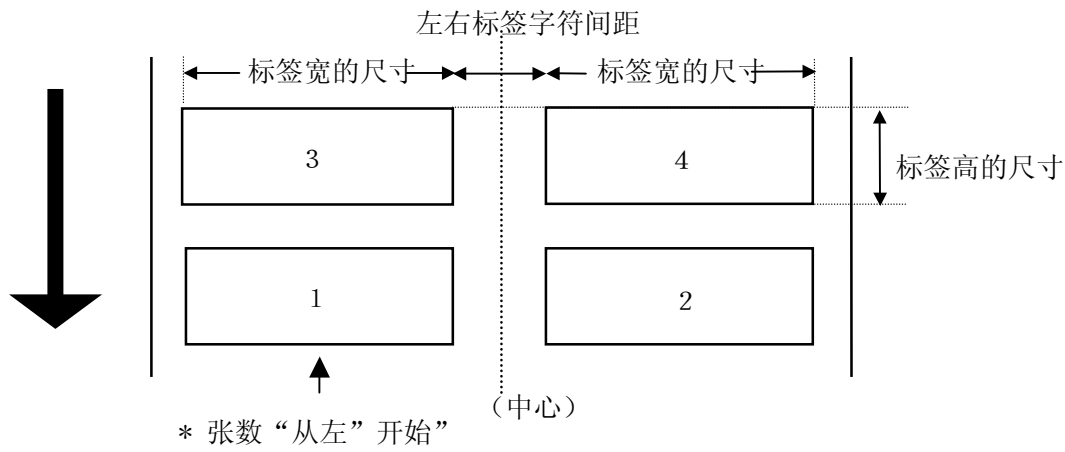 左右标签字符间距
标签宽的尺寸 标签宽的尺寸
3 4
标签高的尺寸
1 2
（中心）
* 张数“从左”开始”